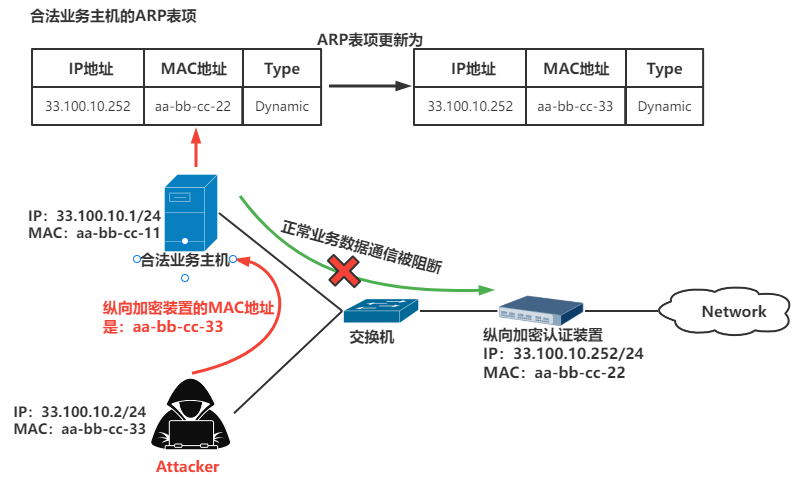 合法业务主机的ARP表项
ARP表项更新为
IP地址 MAC地址 Type
33.100.10.252 aa-bb-cc-22 Dynamic
IP地址 MAC地址 Type
33.100.10.252 aa-bb-cc-33 Dynamic
IP：33.100.10.1/24
MAC：aa-bb-cc-11
合法业务主机
正常业务数据通信被阻断
纵向加密装置的MAC地址
是：aa-bb-cc-33
交换机
纵向加密认证装置
IP：33.100.10.252/24
MAC：aa-bb-cc-22
Network
IP：33.100.10.2/24
MAC：aa-bb-cc-33
Attacker